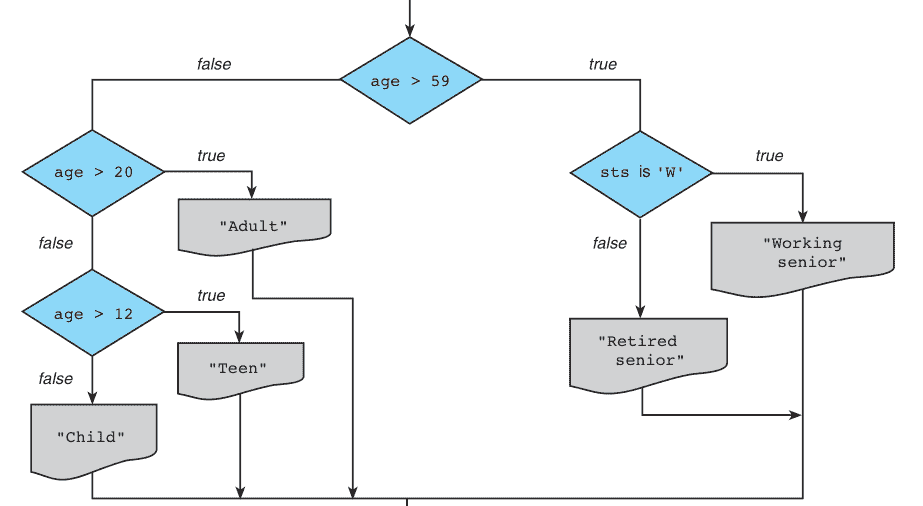 false
true
age > 59
age > 20
true
sts is 'W'
true
"Adult"
false
false
"Working
senior"
age > 12
true
"Retired
senior"
"Teen"
false
"Child"